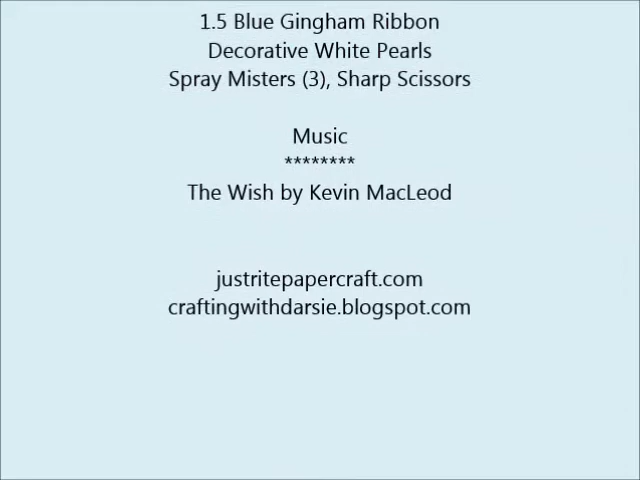 1.5 Blue Gingham Ribbon
Decorative White Pearls
Spray Misters (3), Sharp Scissors
Music
********
The Wish by Kevin MacLeod
justritepapercraft.com
craftingwithdarsie.blogspot.com